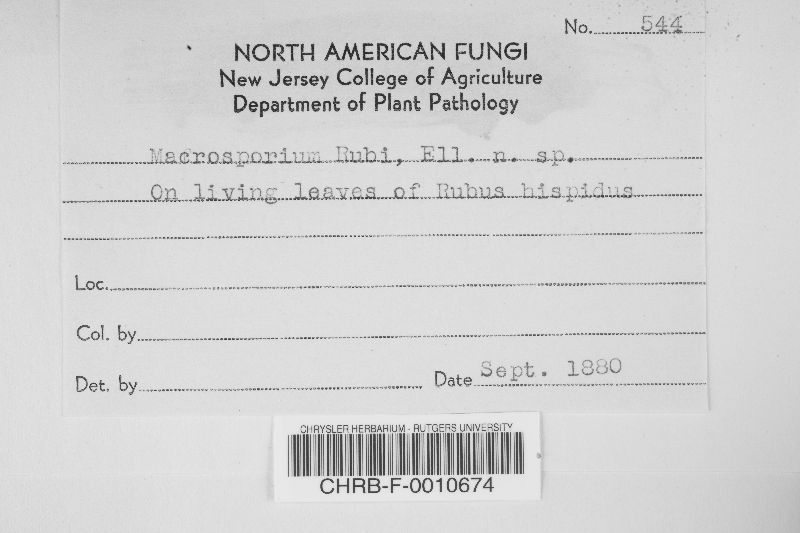 No. 544
NORTH AMERICAN FUNGI
New Jersey College of Agriculture
Department of Plant Pathology
Macrosporium Rubi, Ell. n. sp.
On living leaves of Rubus hispidus
Loc.
Col. by
Det. by Date Sept. 1880
CHRYSLER HERBARIUM - RUTGERS UNIVERSITY
CHRB-F-0010674